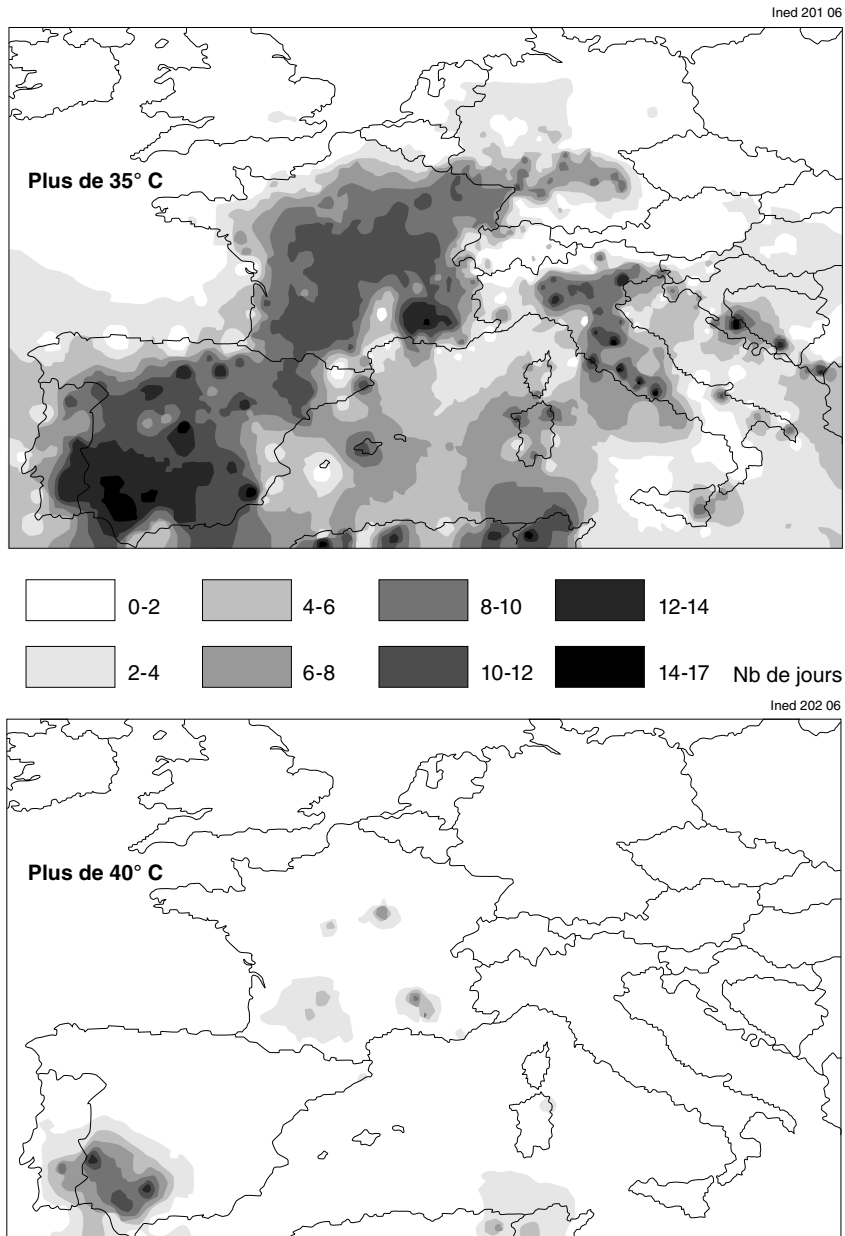 Ined 201 06
Plus de 35° C
0-2
4-6
8-10
12-14
2-4
6-8
10-12
14-17
Nb de jours
Ined 202 06
Plus de 40° C